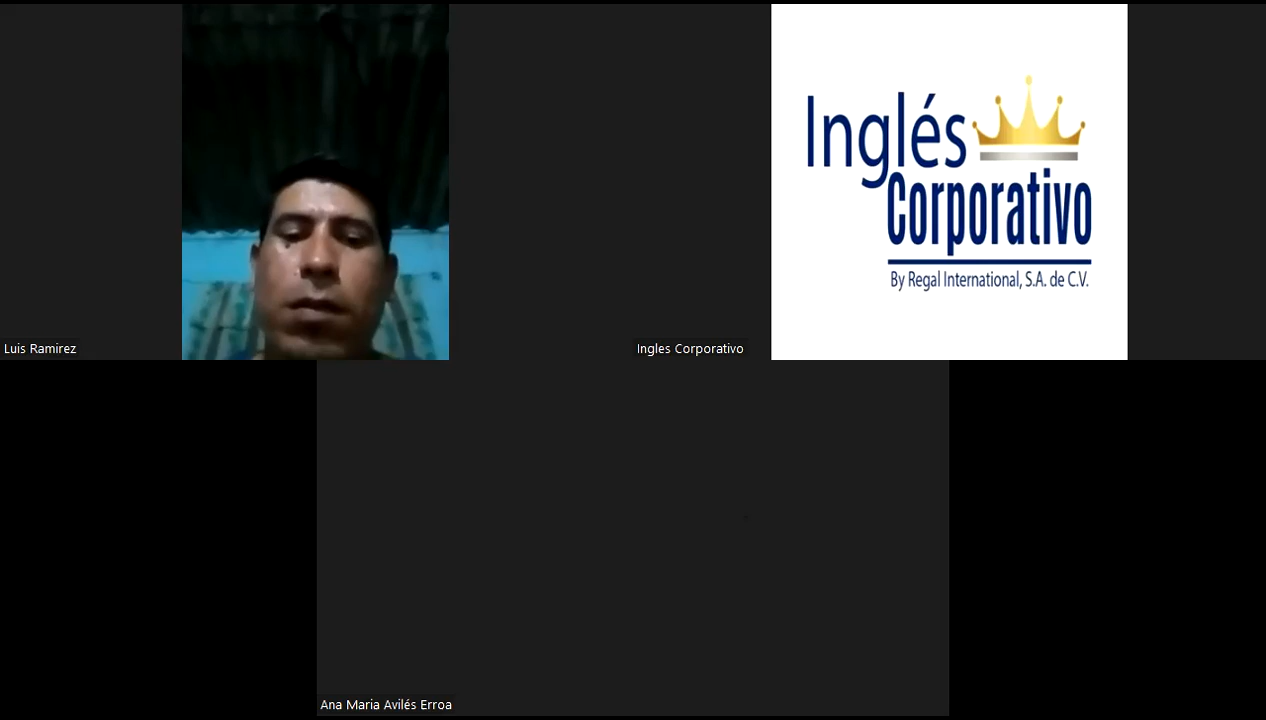 Inglés
Corporativo
By Regal International, S.A. de C.V.
Luis Ramirez
Ingles Corporativo
Ana Maria Avilés Erroa